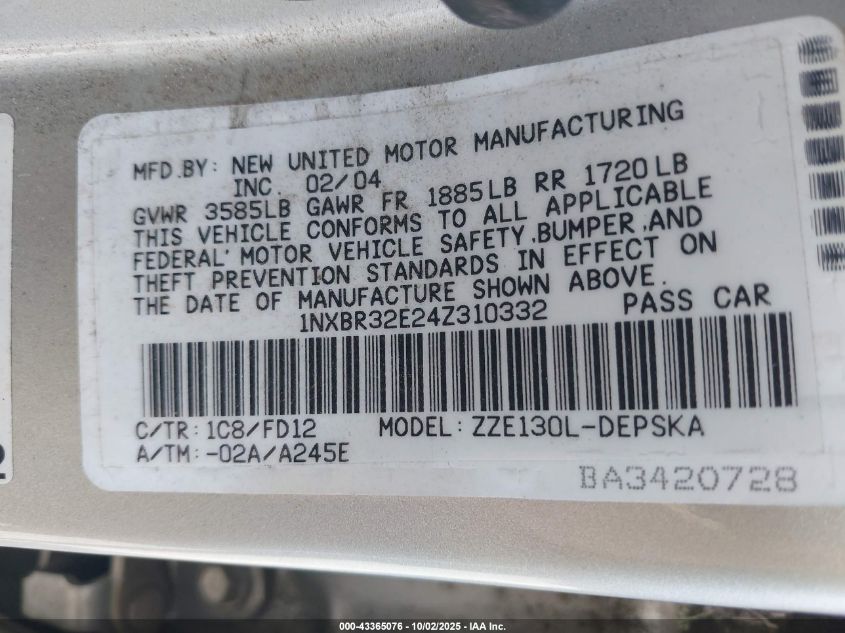 MFD.BY: NEW UNITED MOTOR MANUFACTURING
INC. 02/04
GVWR 3585LB GAWR FR 1885LB RR 1720LB
THIS VEHICLE CONFORMS TO ALL APPLICABLE
FEDERAL MOTOR VEHICLE SAFETY,BUMPER,AND
THEFT PREVENTION STANDARDS IN EFFECT ON
THE DATE OF MANUFACTURE SHOWN ABOVE.
1NXBR32E24Z310332 PASS CAR
C/TR: 1C8/FD12 MODEL: ZZE130L-DEPSKA
A/TM: -02A/A245E
BA3420728
2
000-43365076 - 10/02/2025 - IAA Inc.